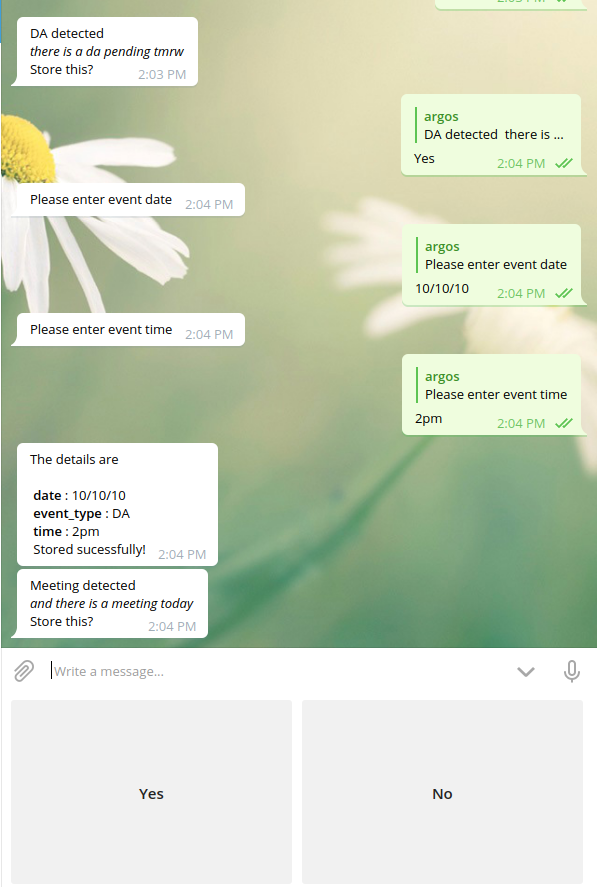 2:03 PM
DA detected
there is a da pending tmrw
Store this?
2:03 PM
argos
DA detected  there is ...
Yes
2:04 PM
Please enter event date
2:04 PM
argos
Please enter event date
10/10/10
2:04 PM
Please enter event time
2:04 PM
argos
Please enter event time
2pm
2:04 PM
The details are
date : 10/10/10
event_type : DA
time : 2pm
Stored sucessfully!
2:04 PM
Meeting detected
and there is a meeting today
Store this?
2:04 PM
Write a message...
Yes
No